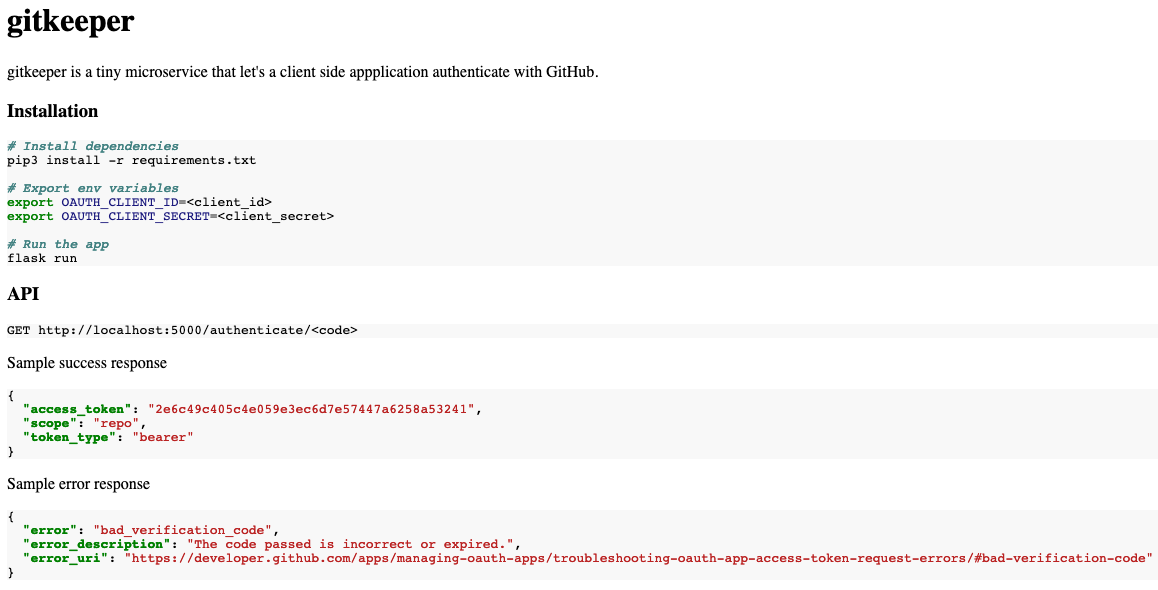 gitkeeper
gitkeeper is a tiny microservice that let's a client side appplication authenticate with GitHub.
Installation
# Install dependencies
pip3 install -r requirements.txt
# Export env variables
export OAUTH_CLIENT_ID=<client_id>
export OAUTH_CLIENT_SECRET=<client_secret>
# Run the app
flask run
API
GET http://localhost:5000/authenticate/<code>
Sample success response
{
  "access_token": "2e6c49c405c4e059e3ec6d7e57447a6258a53241",
  "scope": "repo",
  "token_type": "bearer"
}
Sample error response
{
  "error": "bad_verification_code",
  "error_description": "The code passed is incorrect or expired.",
  "error_uri": "https://developer.github.com/apps/managing-oauth-apps/troubleshooting-oauth-app-access-token-request-errors/#bad-verification-code"
}